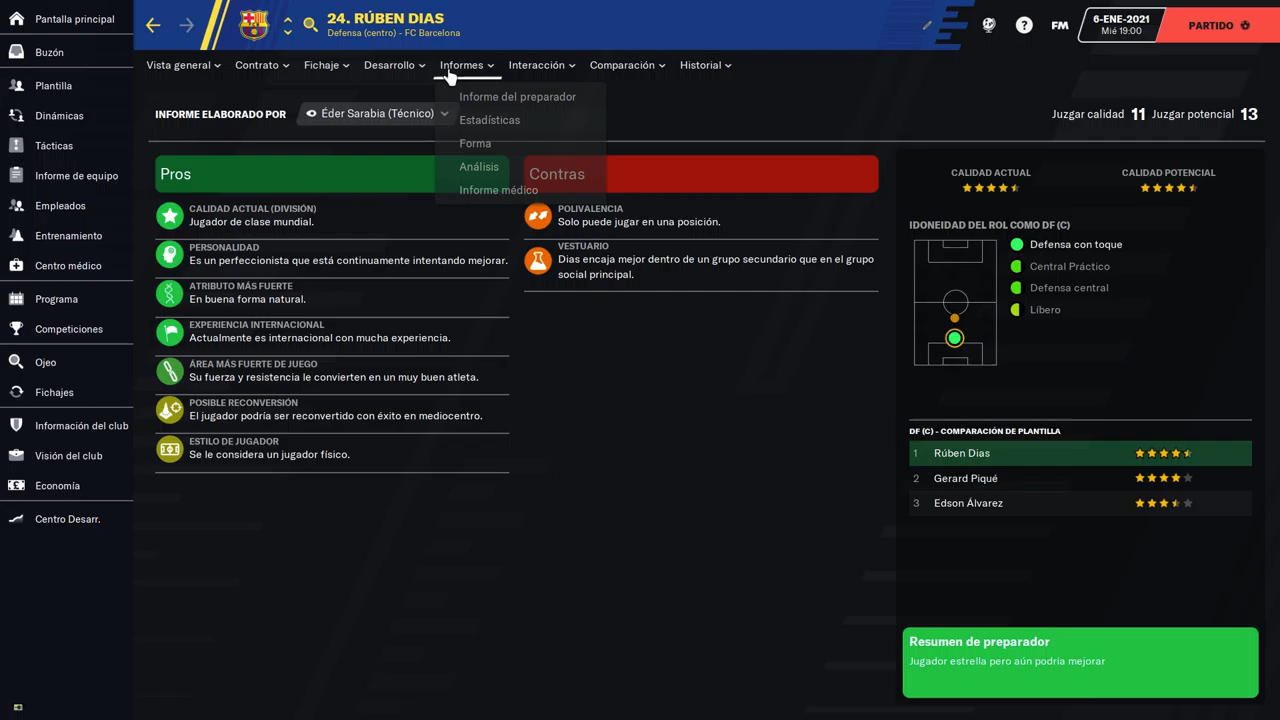 Pantalla principal
Buzón
Plantilla
Dinámicas
Tácticas
Informe de equipo
Empleados
Entrenamiento
Centro médico
Programa
Competiciones
Ojeo
Fichajes
Información del club
Visión del club
Economía
Centro Desarr.
24. RÚBEN DIAS
Defensa (centro) - FC Barcelona
? FM
6-ENE-2021
Mié 19:00
PARTIDO
Vista general Contrato Fichaje Desarrollo Informes Interacción Comparación Historial
Informe del preparador
Estadísticas
Forma
Análisis
Informe médico
INFORME ELABORADO POR Éder Sarabia (Técnico)
Juzgar calidad 11 Juzgar potencial 13
Pros
CALIDAD ACTUAL (DIVISIÓN)
Jugador de clase mundial.
PERSONALIDAD
Es un perfeccionista que está continuamente intentando mejorar.
ATRIBUTO MÁS FUERTE
En buena forma natural.
EXPERIENCIA INTERNACIONAL
Actualmente es internacional con mucha experiencia.
ÁREA MÁS FUERTE DE JUEGO
Su fuerza y resistencia le convierten en un muy buen atleta.
POSIBLE RECONVERSIÓN
El jugador podría ser reconvertido con éxito en mediocentro.
ESTILO DE JUGADOR
Se le considera un jugador físico.
Contras
POLIVALENCIA
Solo puede jugar en una posición.
VESTUARIO
Dias encaja mejor dentro de un grupo secundario que en el grupo
social principal.
CALIDAD ACTUAL
CALIDAD POTENCIAL
IDONEIDAD DEL ROL COMO DF (C)
Defensa con toque
Central Práctico
Defensa central
Líbero
DF (C) - COMPARACIÓN DE PLANTILLA
1 Rúben Dias
2 Gerard Piqué
3 Edson Álvarez
Resumen de preparador
Jugador estrella pero aún podría mejorar